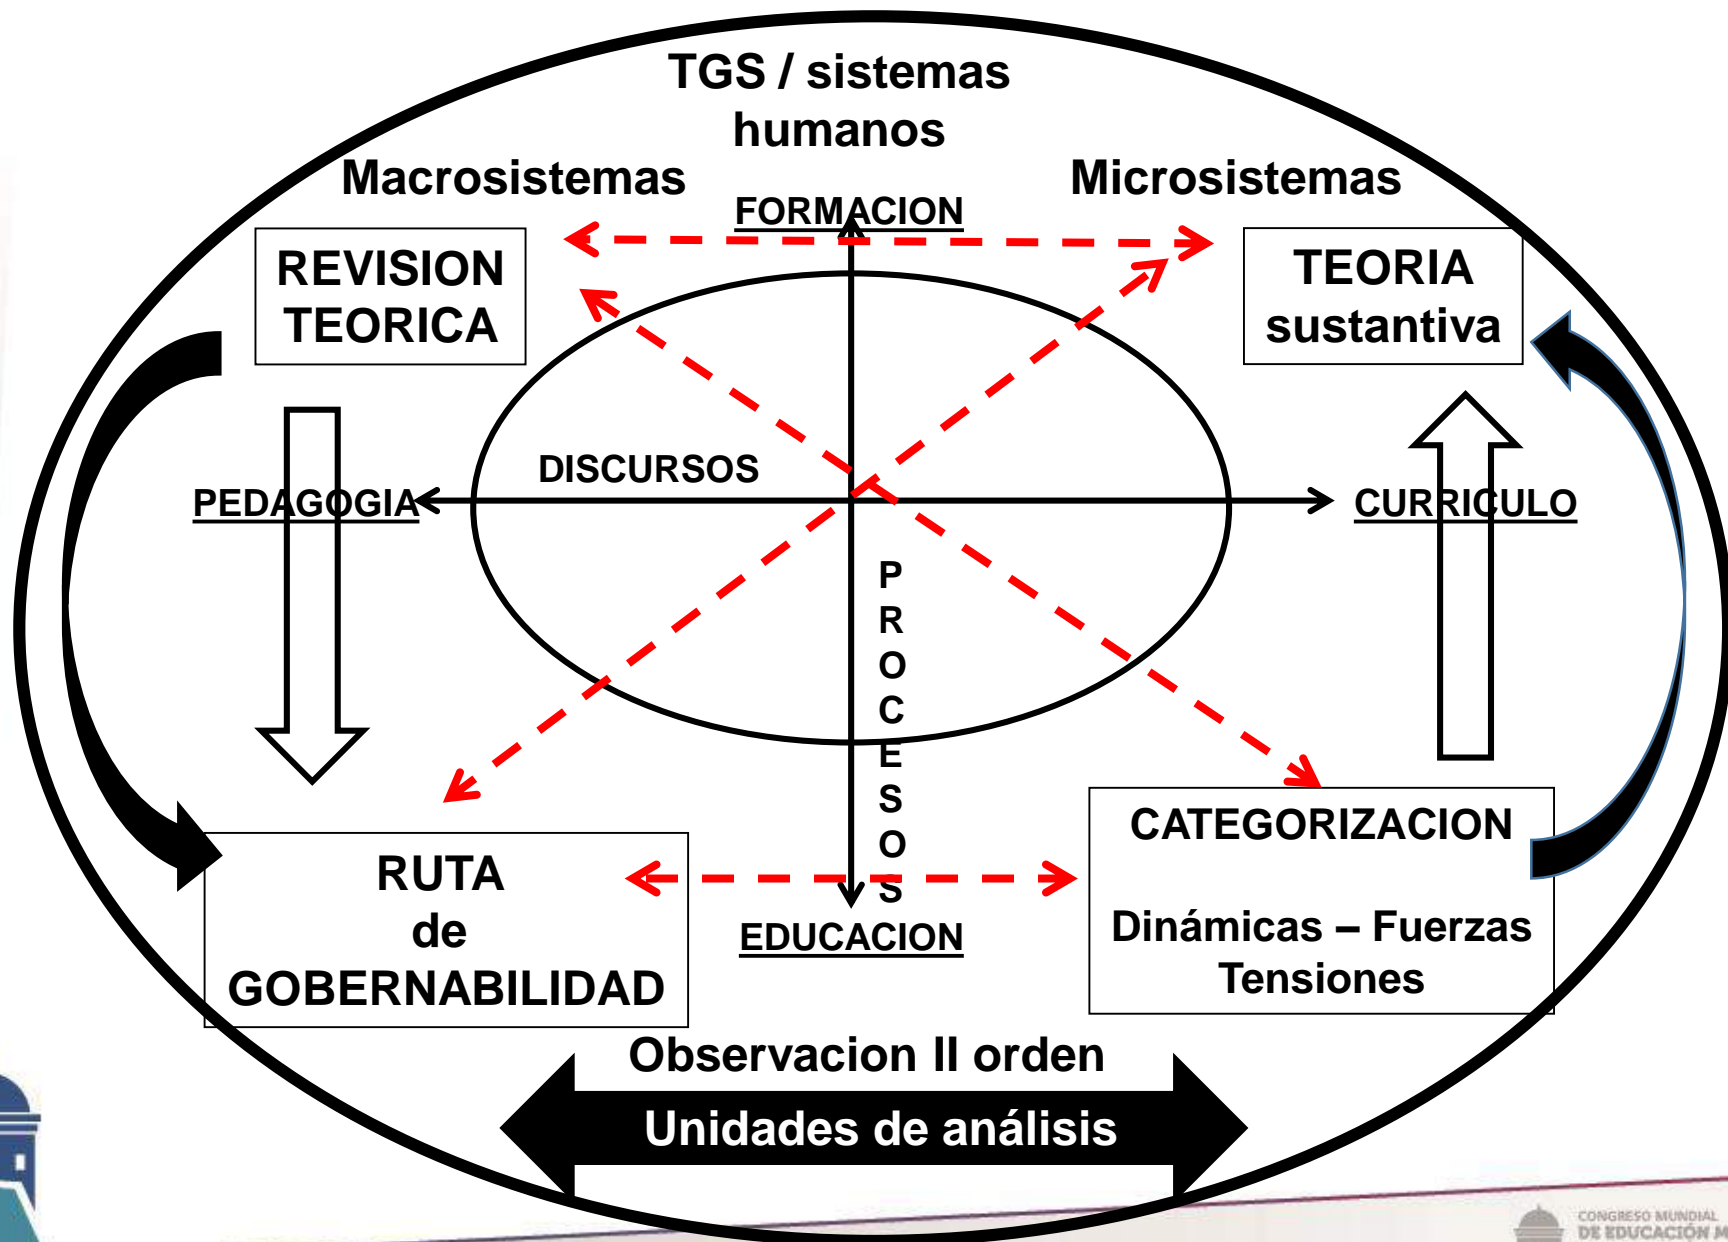 TGS / sistemas
humanos
Macrosistemas
Microsistemas
FORMACION
REVISION
TEORICA
TEORIA
sustantiva
DISCURSOS
PEDAGOGIA
CURRICULO
P
R
O
C
E
S
O
S
RUTA
de
GOBERNABILIDAD
EDUCACION
CATEGORIZACION
Dinámicas – Fuerzas
Tensiones
Observacion II orden
Unidades de análisis
CONGRESO MUNDIAL
DE EDUCACIÓN M